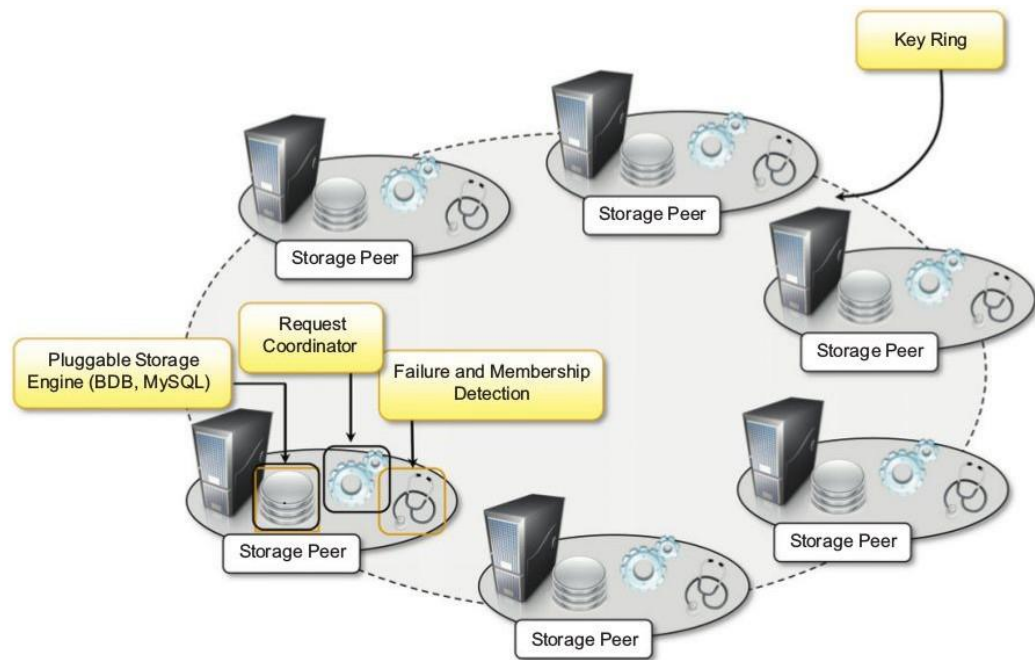 Key Ring
Storage Peer
Storage Peer
Storage Peer
Request
Coordinator
Pluggable Storage
Engine (BDB, MySQL)
Failure and Membership
Detection
Storage Peer
Storage Peer
Storage Peer